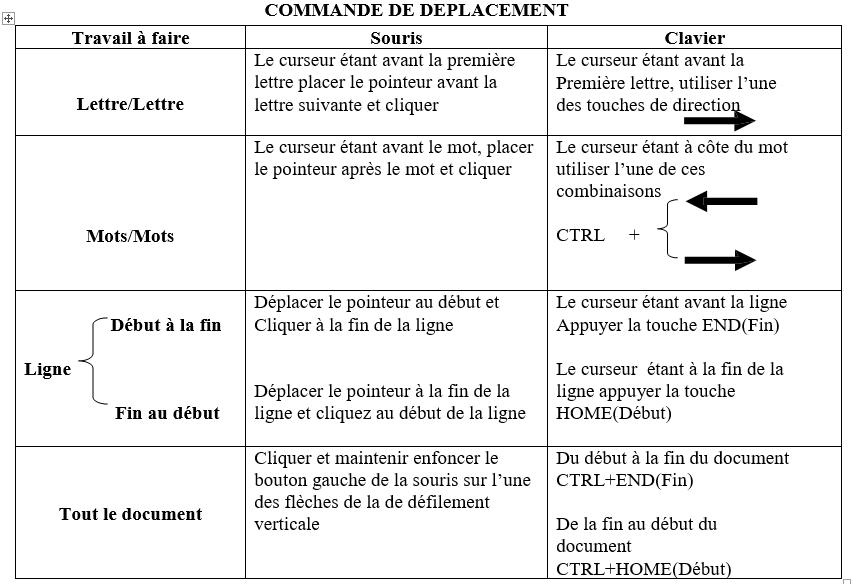 COMMANDE DE DEPLACEMENT
Travail à faire
Souris
Clavier
Lettre/Lettre
Le curseur étant avant la première
lettre placer le pointeur avant la
lettre suivante et cliquer
Le curseur étant avant la
Première lettre, utiliser l’une
des touches de direction
Mots/Mots
Le curseur étant avant le mot, placer
le pointeur après le mot et cliquer
Le curseur étant à côte du mot
utiliser l’une de ces
combinaisons
CTRL +
Ligne
Début à la fin
Fin au début
Déplacer le pointeur au début et
Cliquer à la fin de la ligne
Déplacer le pointeur à la fin de la
ligne et cliquez au début de la ligne
Le curseur étant avant la ligne
Appuyer la touche END(Fin)
Le curseur étant à la fin de la
ligne appuyer la touche
HOME(Début)
Tout le document
Cliquer et maintenir enfoncer le
bouton gauche de la souris sur l’une
des flèches de la de défilement
verticale
Du début à la fin du document
CTRL+END(Fin)
De la fin au début du
document
CTRL+HOME(Début)